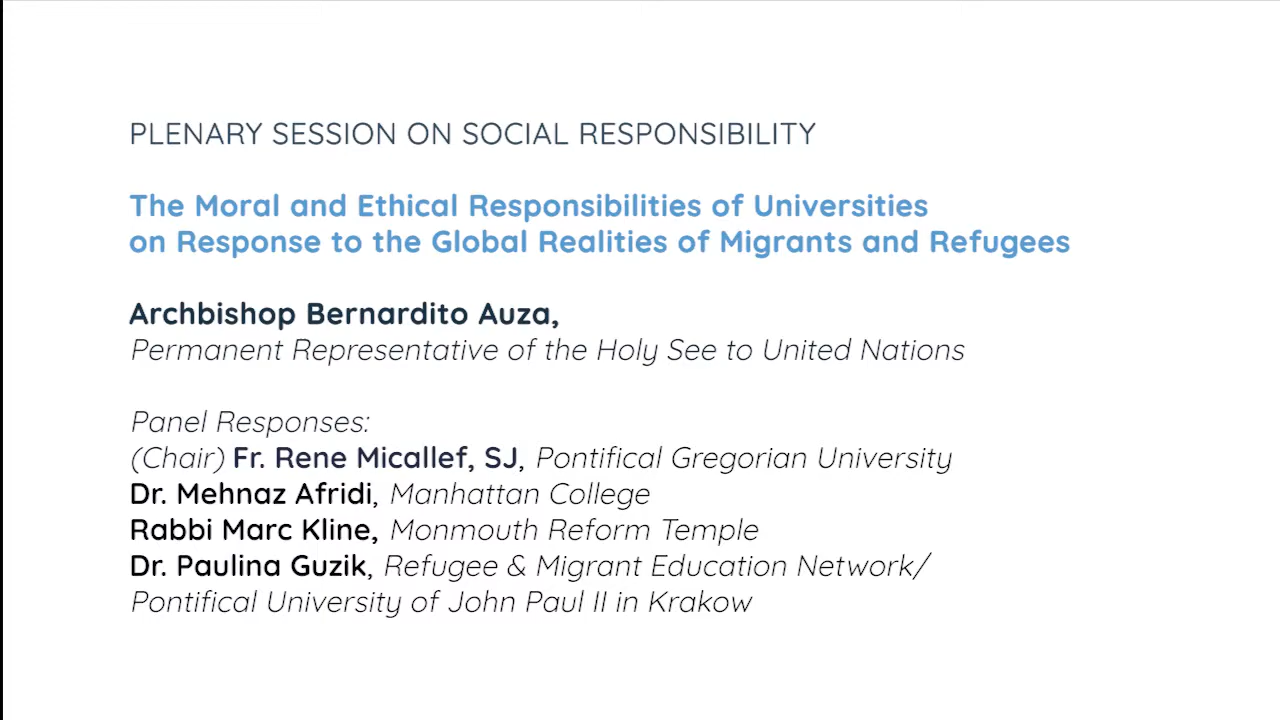 PLENARY SESSION ON SOCIAL RESPONSIBILITY
The Moral and Ethical Responsibilities of Universities
on Response to the Global Realities of Migrants and Refugees
Archbishop Bernardito Auza,
Permanent Representative of the Holy See to United Nations
Panel Responses:
(Chair) Fr. Rene Micallef, SJ, Pontifical Gregorian University
Dr. Mehnaz Afridi, Manhattan College
Rabbi Marc Kline, Monmouth Reform Temple
Dr. Paulina Guzik, Refugee & Migrant Education Network/
Pontifical University of John Paul II in Krakow